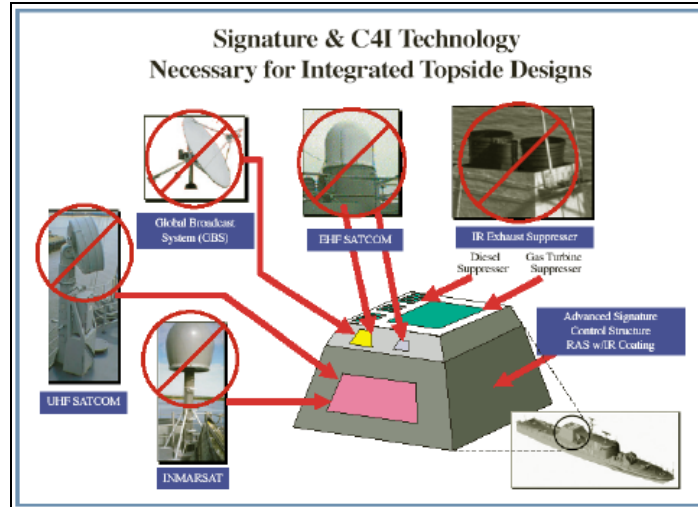 Signature & C4I Technology
Necessary for Integrated Topside Designs
Global Broadcast
System (GBS)
EHF SATCOM
IR Exhaust Suppresser
Diesel
Suppresser
Gas Turbine
Suppresser
UHF SATCOM
Advanced Signature
Control Structure
RAS w/IR Coating
INMARSAT